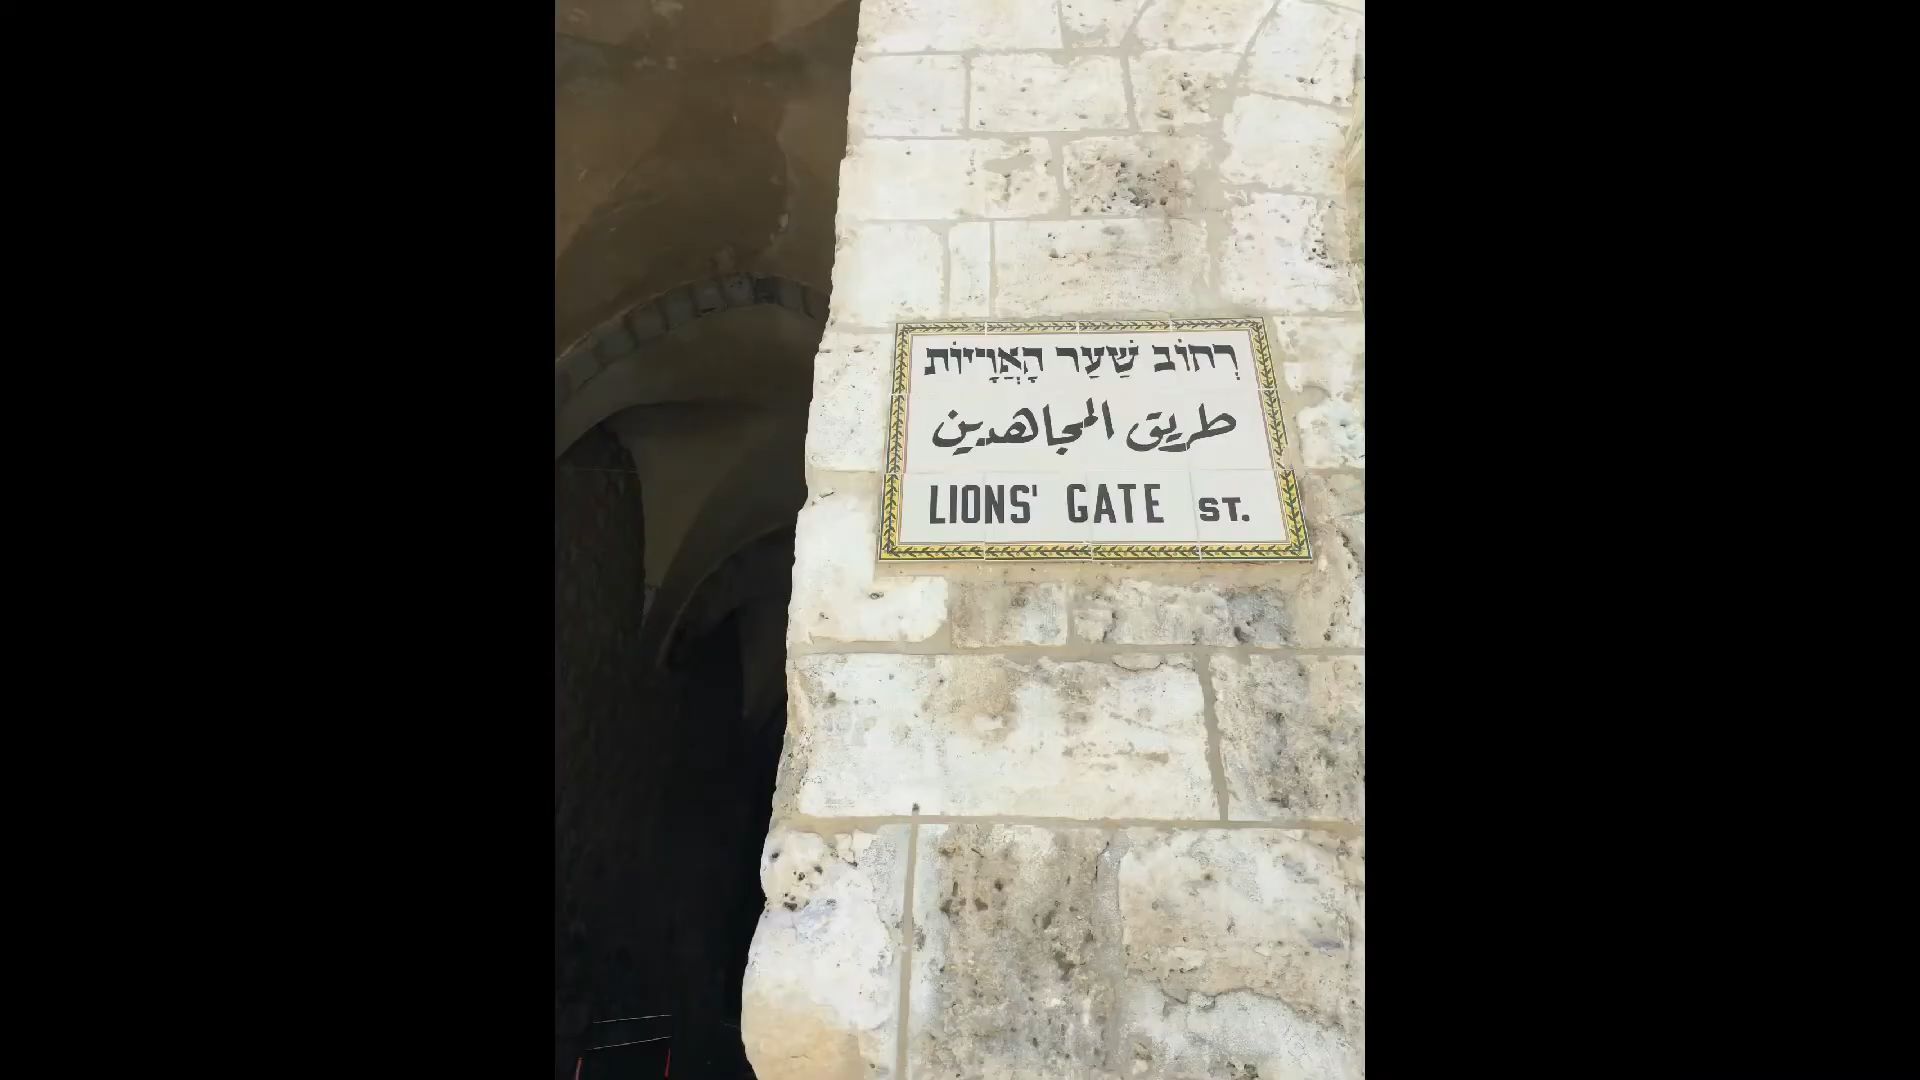 רְחוֹב שַׁעַר הָאֲרָיוֹת
طريق المجاهدين
LIONS' GATE ST.